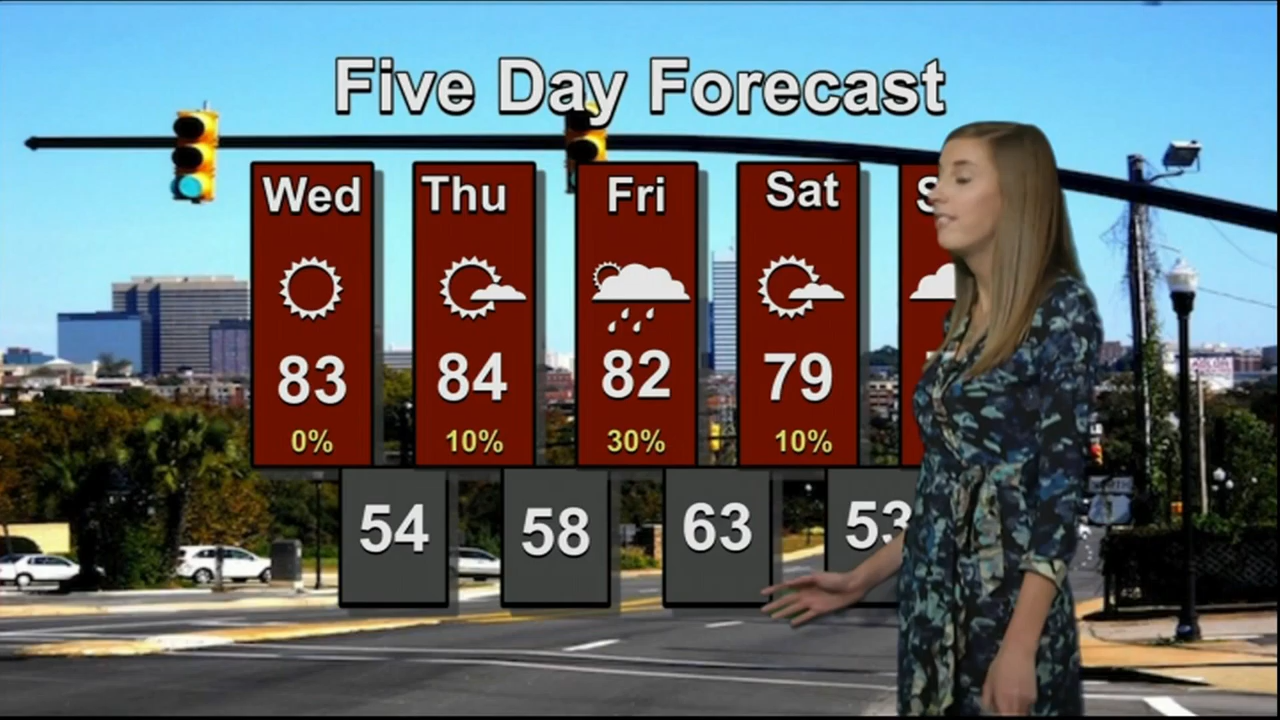 Five Day Forecast
Wed Thu Fri Sat
83 84 82 79
0% 10% 30% 10%
54 58 63 53